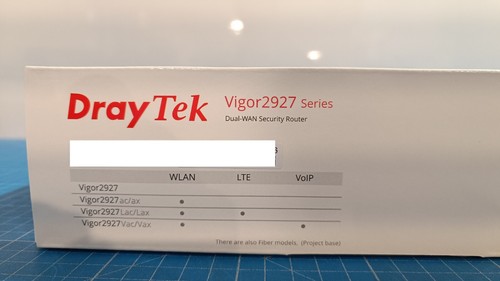 DrayTek Vigor2927 Series
Dual-WAN Security Router
WLAN LTE VoIP
Vigor2927
Vigor2927ac/ax •
Vigor2927Lac/Lax • •
Vigor2927Vac/Vax • •
There are also Fiber models. (Project base)